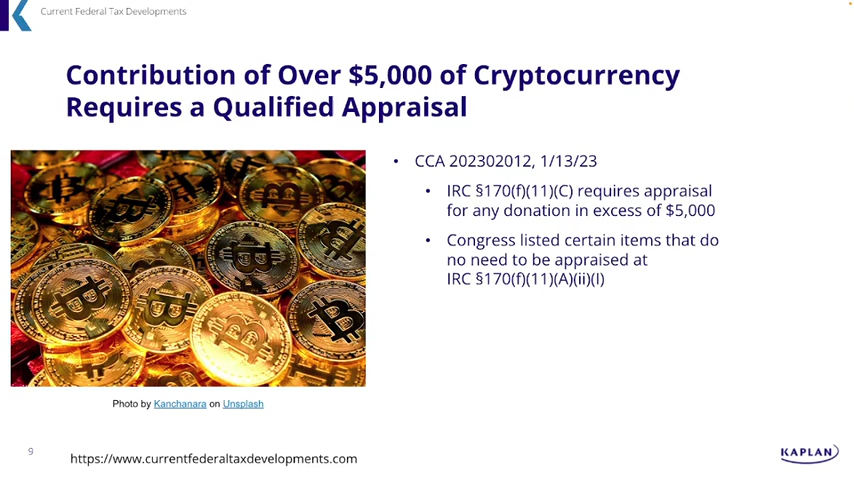 Current Federal Tax Developments
Contribution of Over $5,000 of Cryptocurrency
Requires a Qualified Appraisal
• CCA 202302012, 1/13/23
• IRC §170(f)(11)(C) requires appraisal
for any donation in excess of $5,000
• Congress listed certain items that do
no need to be appraised at
IRC §170(f)(11)(A)(ii)(I)
Photo by Kanchanara on Unsplash
9
https://www.currentfederaltaxdevelopments.com
KAPLAN